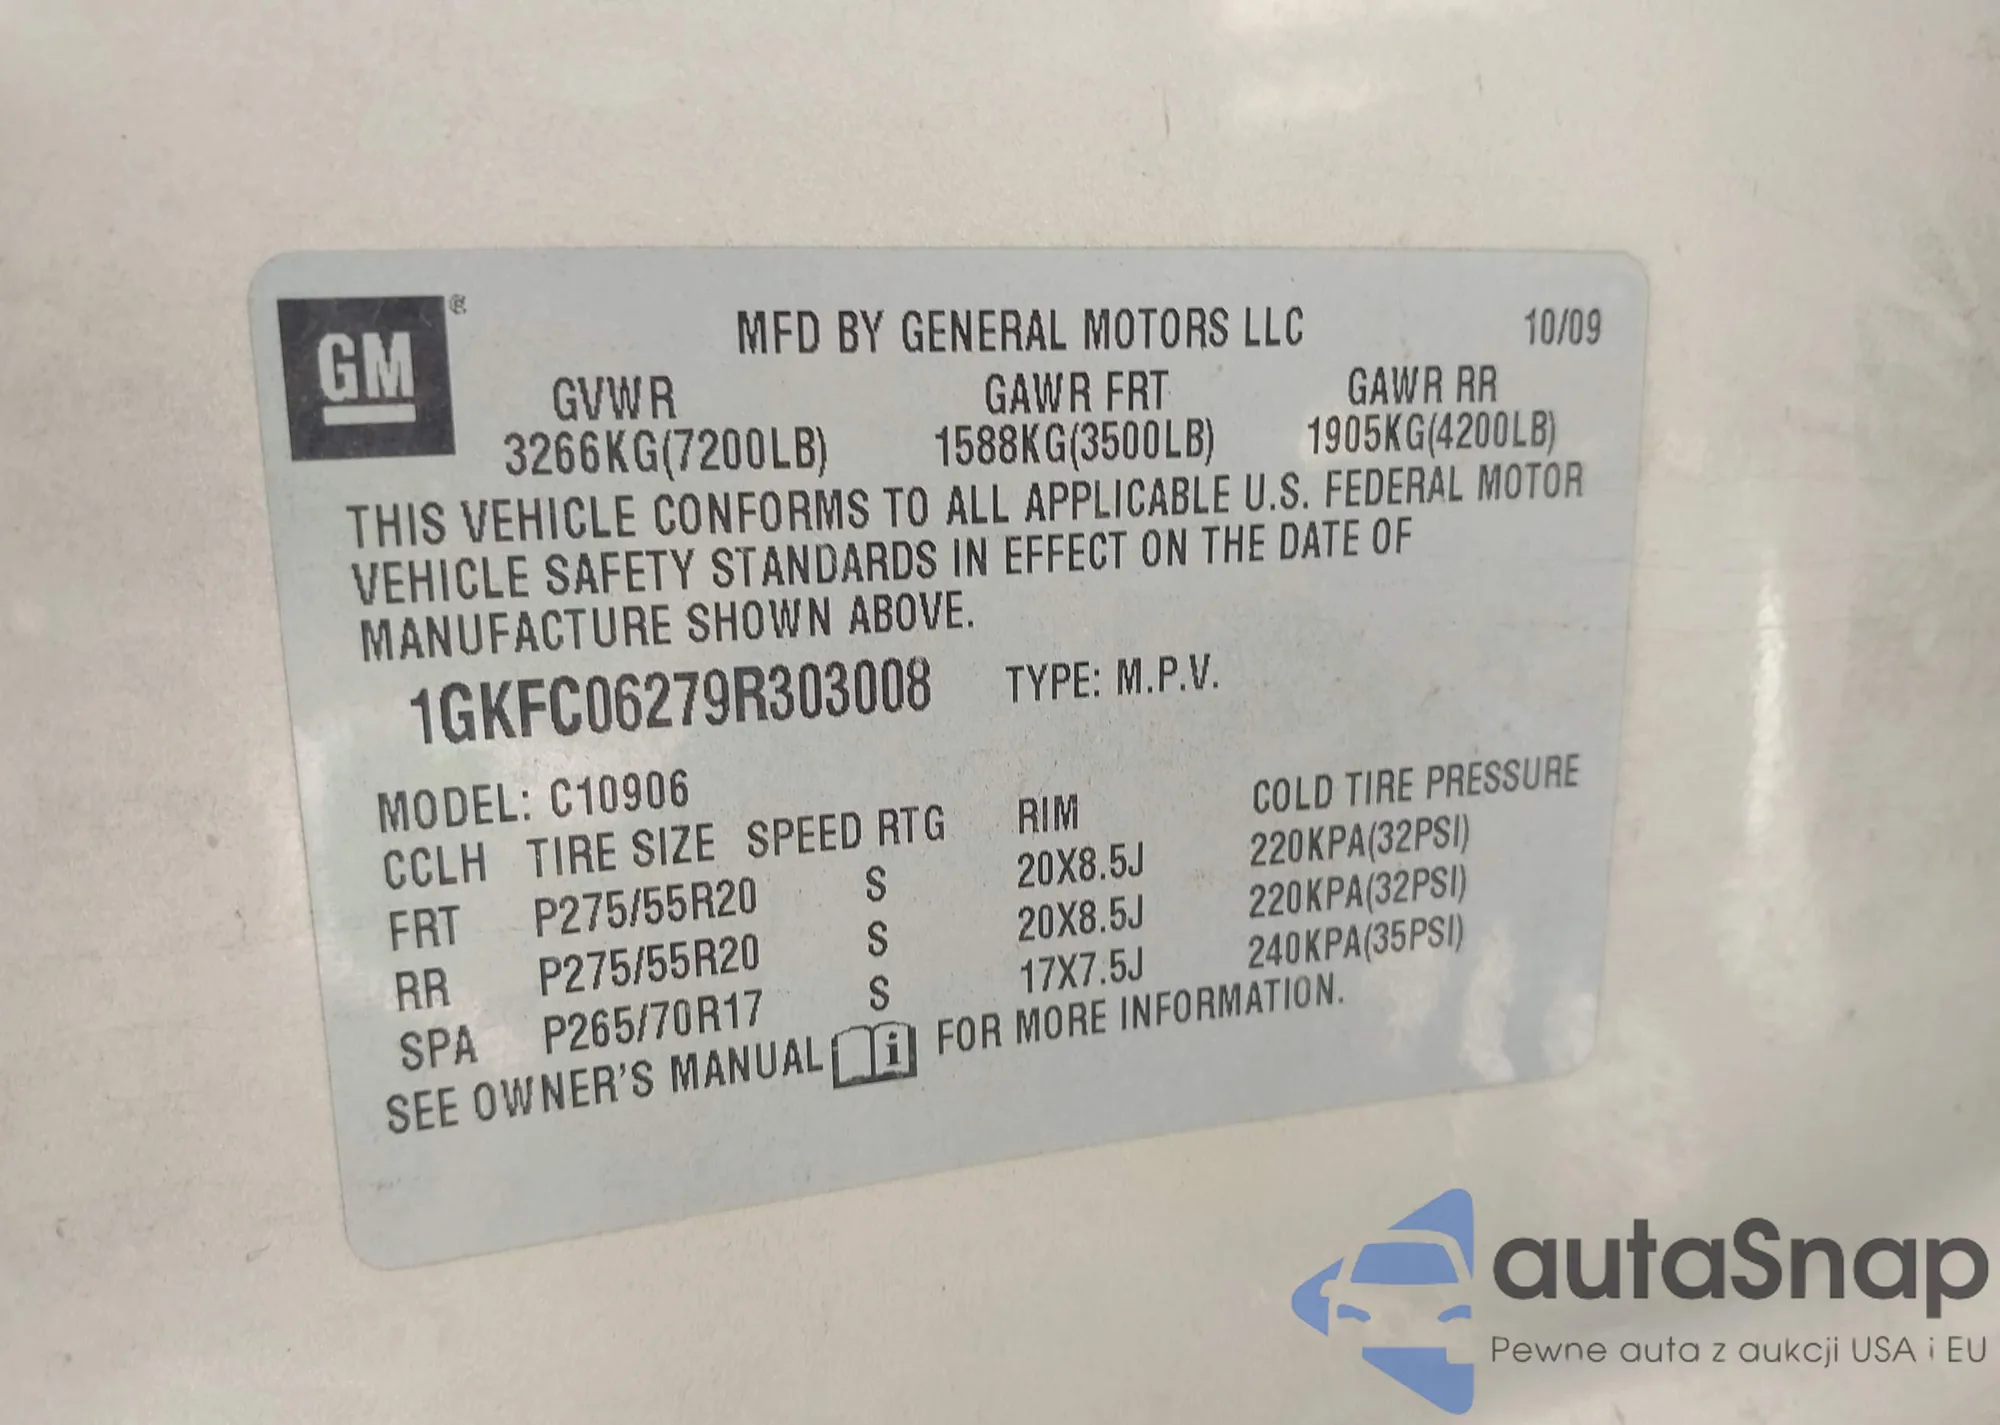 GM®
MFD BY GENERAL MOTORS LLC 10/09
GVWR GAWR FRT GAWR RR
3266KG(7200LB) 1588KG(3500LB) 1905KG(4200LB)
THIS VEHICLE CONFORMS TO ALL APPLICABLE U.S. FEDERAL MOTOR
VEHICLE SAFETY STANDARDS IN EFFECT ON THE DATE OF
MANUFACTURE SHOWN ABOVE.
1GKFC06279R303008 TYPE: M.P.V.
MODEL: C10906
CCLH TIRE SIZE SPEED RTG RIM COLD TIRE PRESSURE
FRT P275/55R20 S 20X8.5J 220KPA(32PSI)
RR P275/55R20 S 20X8.5J 220KPA(32PSI)
SPA P265/70R17 S 17X7.5J 240KPA(35PSI)
SEE OWNER'S MANUAL i FOR MORE INFORMATION.
autaSnap
Pewne auta z aukcji USA i EU